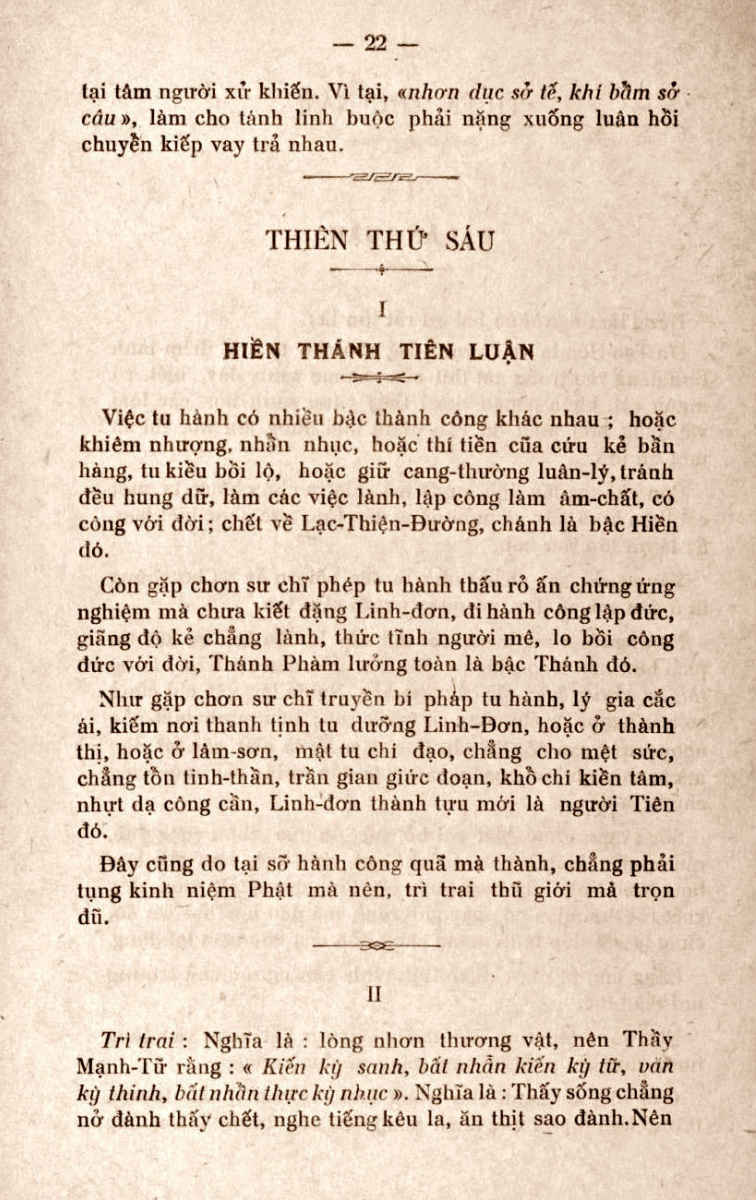 — 22 —
tại tâm người xử khiến. Vì tại, «nhơn dục sở tế, khí bẩm sở
câu», làm cho tánh linh buộc phải nặng xuống luân hồi
chuyển kiếp vay trả nhau.
THIÊN THỨ SÁU
I
HIỀN THÁNH TIÊN LUẬN
Việc tu hành có nhiều bậc thành công khác nhau ; hoặc
khiêm nhượng, nhẫn nhục, hoặc thí tiền cũa cứu kẻ bần
hàng, tu kiều bồi lộ, hoặc giữ cang-thường luân-lý, tránh
đều hung dữ, làm các việc lành, lập công làm âm-chất, có
công với đời ; chết về Lạc-Thiện-Đường, chánh là bậc Hiền
đó.
Còn gặp chơn sư chĩ phép tu hành thấu rỏ ấn chứng ứng
nghiệm mà chưa kiết đặng Linh-đơn, đi hành công lập đức,
giãng độ kẻ chẳng lành, thức tĩnh người mê, lo bồi công
đức với đời, Thánh Phàm lưởng toàn là bậc Thánh đó.
Như gặp chơn sư chĩ truyền bí pháp tu hành, lý gia cắc
ái, kiếm nơi thanh tịnh tu dưỡng Linh-Đơn, hoặc ở thành
thị, hoặc ở lâm-sơn, mật tu chí đạo, chẳng cho mệt sức,
chẳng tồn tinh-thần, trần gian giức đoạn, khổ chí kiền tâm,
nhựt dạ công cần, Linh-đơn thành tựu mới là người Tiên
đó.
Đây cũng do tại sỡ hành công quã mà thành, chẳng phải
tụng kinh niệm Phật mà nên, trì trai thũ giới mà trọn
đũ.
II
Trì trai : Nghĩa là : lòng nhơn thương vật, nên Thầy
Mạnh-Tữ rằng : « Kiến kỳ sanh, bất nhẫn kiến kỳ tữ, văn
kỳ thinh, bất nhẫn thực kỳ nhục ». Nghĩa là : Thấy sống chẳng
nở đành thấy chết, nghe tiếng kêu la, ăn thịt sao đành. Nên